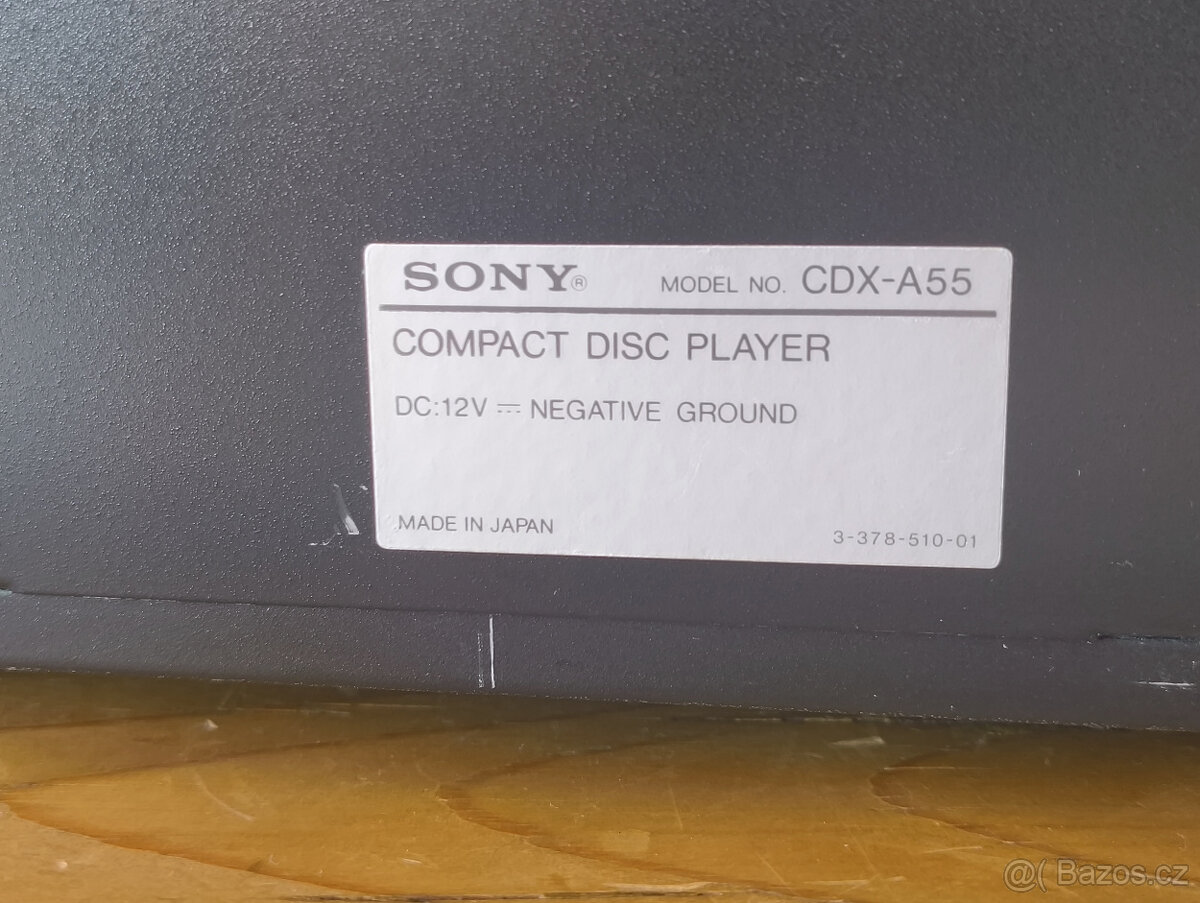 SONY® MODEL NO. CDX-A55
COMPACT DISC PLAYER
DC:12V ⎓ NEGATIVE GROUND
MADE IN JAPAN 3-378-510-01
@( Bazos.cz